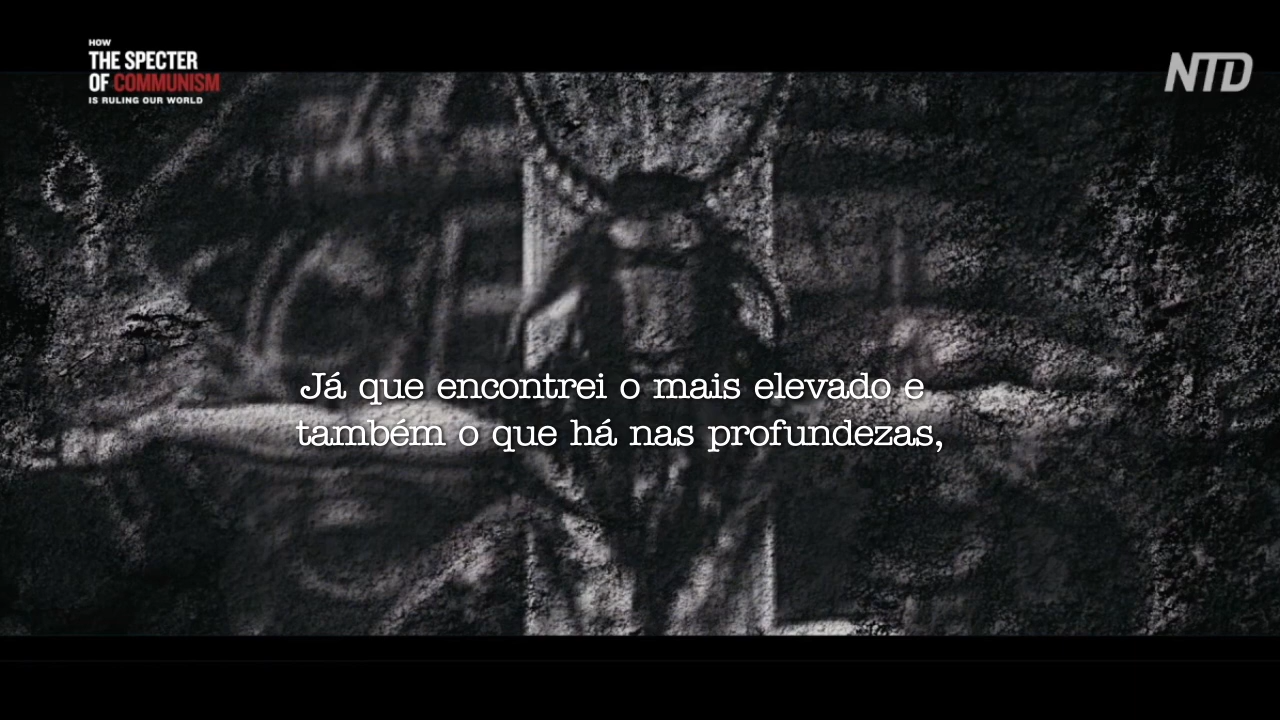 HOW
THE SPECTER
OF COMMUNISM
IS RULING OUR WORLD
NTD
Já que encontrei o mais elevado e
também o que há nas profundezas,